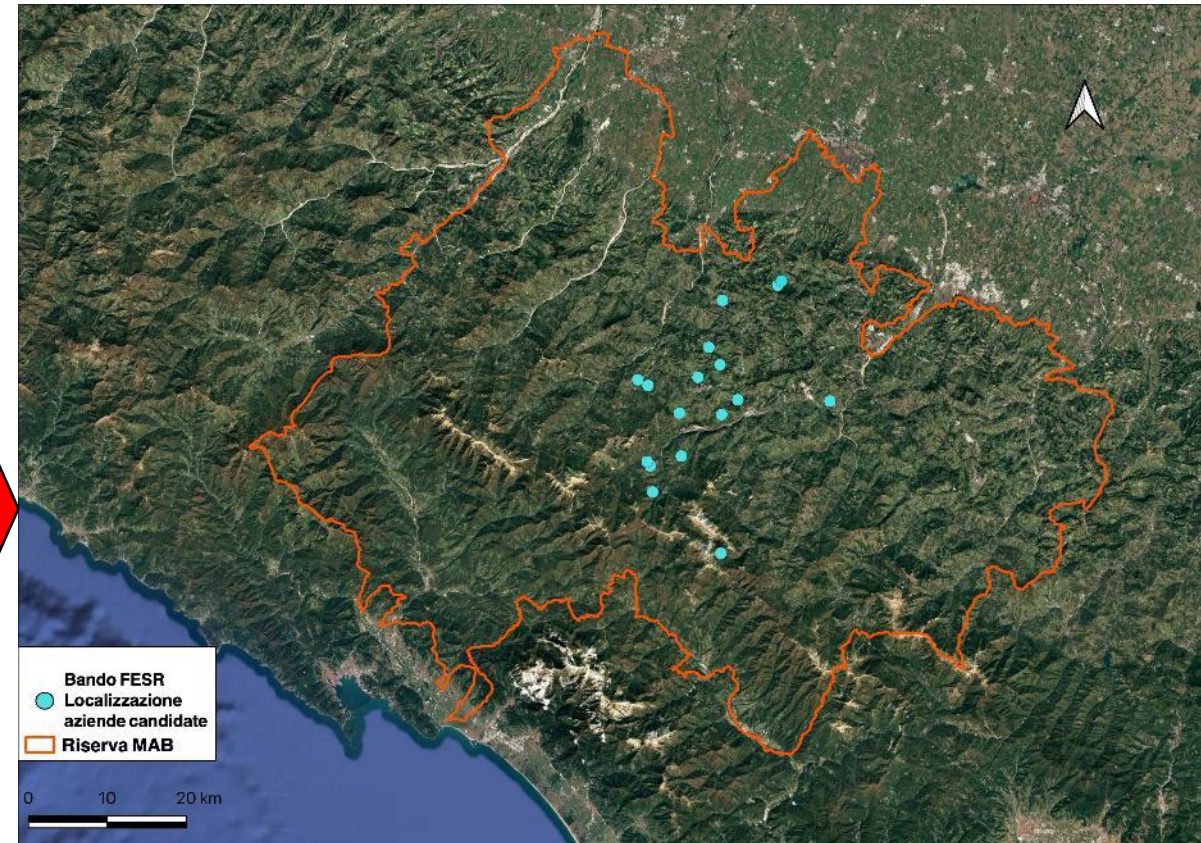 Bando FESR
Localizzazione
aziende candidate
Riserva MAB
0 10 20 km